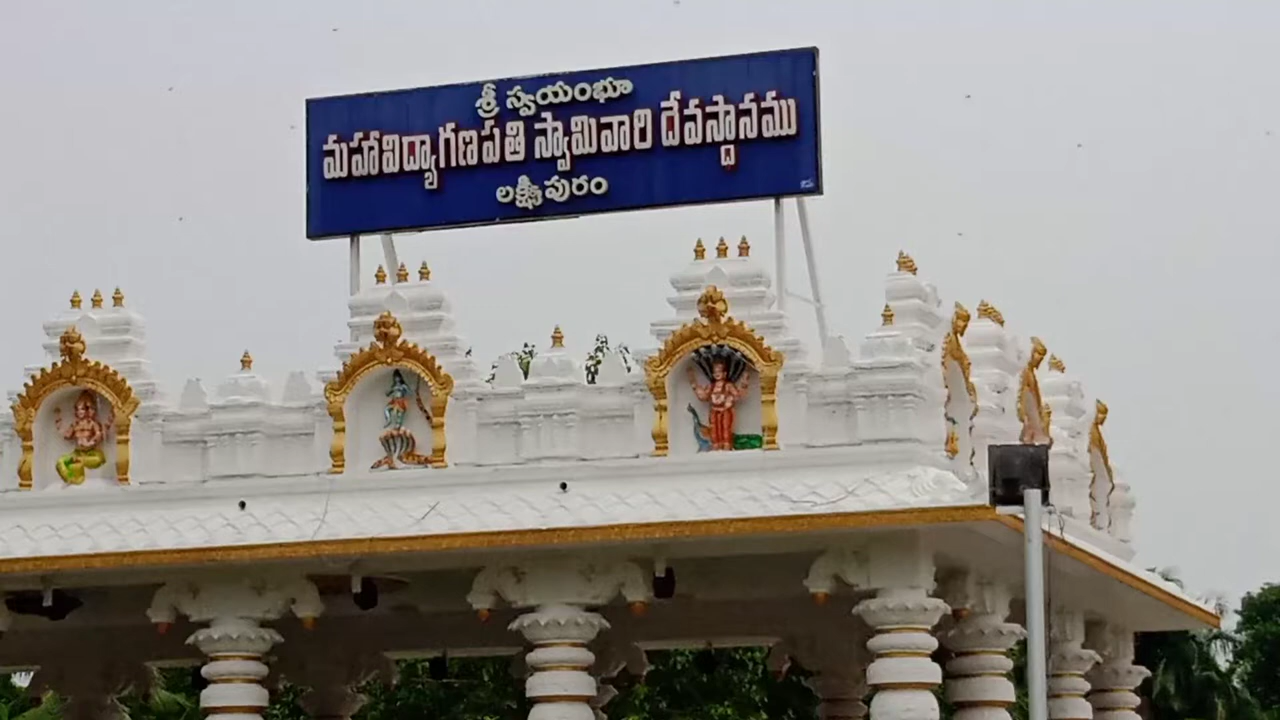 శ్రీ స్వయంభూ
మహావిద్యాగణపతి స్వామివారి దేవస్థానము
లక్ష్మీపురం